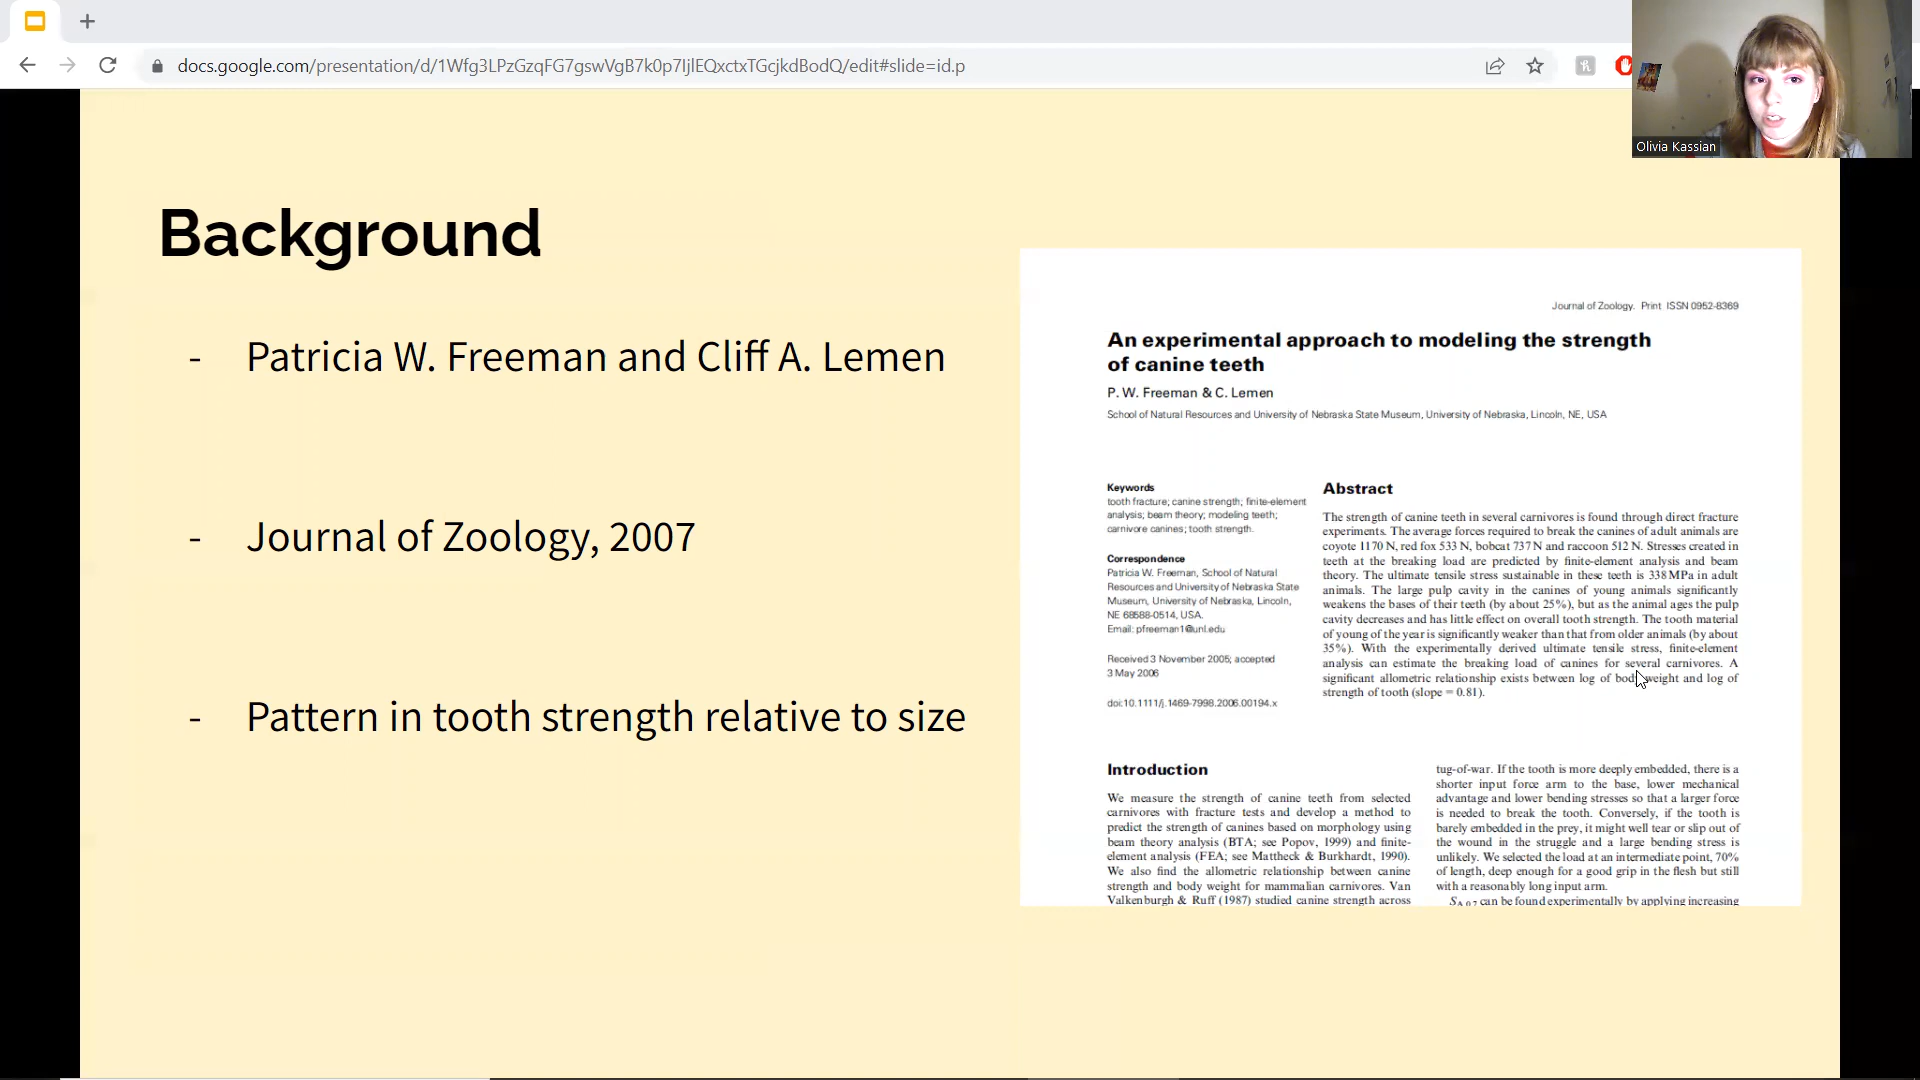 docs.google.com/presentation/d/1Wfg3LPzGzqFG7gswVgB7k0p7IjlEQxctxTGcjkdBodQ/edit#slide=id.p
Olivia Kassian
Background
- Patricia W. Freeman and Cliff A. Lemen
- Journal of Zoology, 2007
- Pattern in tooth strength relative to size
Journal of Zoology. Print ISSN 0952-8369
An experimental approach to modeling the strength
of canine teeth
P. W. Freeman & C. Lemen
School of Natural Resources and University of Nebraska State Museum, University of Nebraska, Lincoln, NE, USA
Keywords
tooth fracture; canine strength; finite-element
analysis; beam theory; modeling teeth;
carnivore canines; tooth strength.
Correspondence
Patricia W. Freeman, School of Natural
Resources and University of Nebraska State
Museum, University of Nebraska, Lincoln,
NE 68588-0514, USA.
Email: pfreeman1@unl.edu
Received 3 November 2005; accepted
3 May 2006
doi:10.1111/j.1469-7998.2006.00194.x
Abstract
The strength of canine teeth in several carnivores is found through direct fracture
experiments. The average forces required to break the canines of adult animals are
coyote 1170 N, red fox 533 N, bobcat 737 N and raccoon 512 N. Stresses created in
teeth at the breaking load are predicted by finite-element analysis and beam
theory. The ultimate tensile stress sustainable in these teeth is 338 MPa in adult
animals. The large pulp cavity in the canines of young animals significantly
weakens the bases of their teeth (by about 25%), but as the animal ages the pulp
cavity decreases and has little effect on overall tooth strength. The tooth material
of young of the year is significantly weaker than that from older animals (by about
35%). With the experimentally derived ultimate tensile stress, finite-element
analysis can estimate the breaking load of canines for several carnivores. A
significant allometric relationship exists between log of body weight and log of
strength of tooth (slope = 0.81).
Introduction
We measure the strength of canine teeth from selected
carnivores with fracture tests and develop a method to
predict the strength of canines based on morphology using
beam theory analysis (BTA; see Popov, 1999) and finite-
element analysis (FEA; see Mattheck & Burkhardt, 1990).
We also find the allometric relationship between canine
strength and body weight for mammalian carnivores. Van
Valkenburgh & Ruff (1987) studied canine strength across
tug-of-war. If the tooth is more deeply embedded, there is a
shorter input force arm to the base, lower mechanical
advantage and lower bending stresses so that a larger force
is needed to break the tooth. Conversely, if the tooth is
barely embedded in the prey, it might well tear or slip out of
the wound in the struggle and a large bending stress is
unlikely. We selected the load at an intermediate point, 70%
of length, deep enough for a good grip in the flesh but still
with a reasonably long input arm.
SA0.7 can be found experimentally by applying increasing